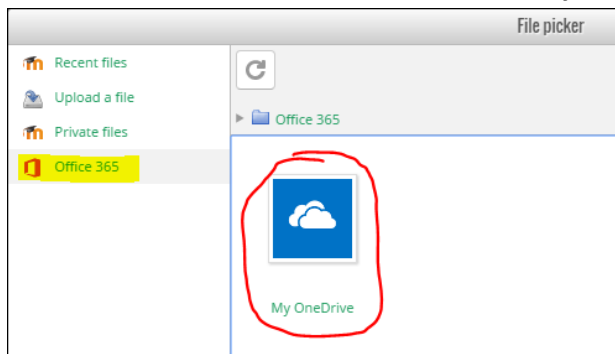 File picker
Recent files
Upload a file
Private files
Office 365
Office 365
My OneDrive